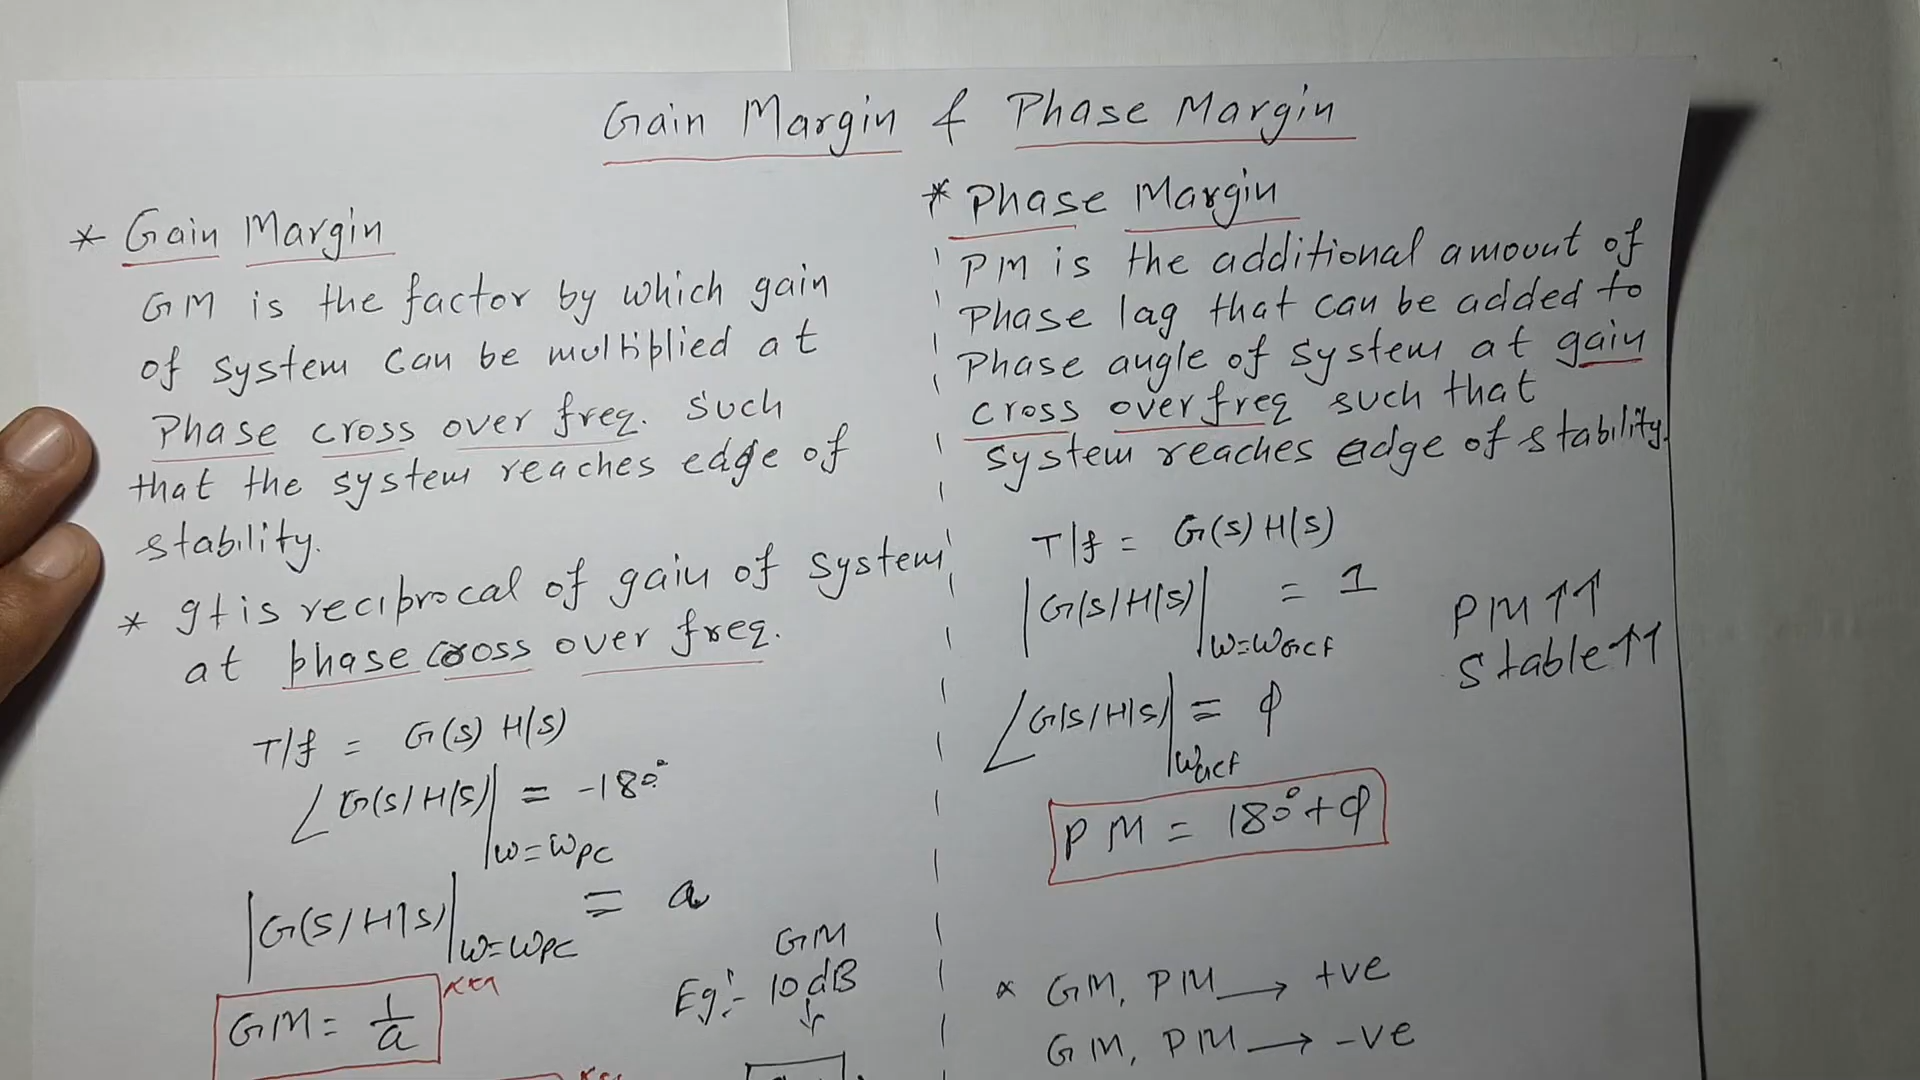 Gain Margin & Phase Margin
* Gain Margin
GM is the factor by which gain
of system can be multiplied at
Phase cross over freq. such
that the system reaches edge of
stability.
* It is reciprocal of gain of system
at phase cross over freq.
T/f = G(s) H(s)
∠G(s)H(s)|ω=ωpc = -180°
|G(s)H(s)|ω=ωpc = a
GM = 1/a
GM
Eg:- 10 dB
* Phase Margin
PM is the additional amount of
Phase lag that can be added to
Phase angle of system at gain
cross over freq such that
system reaches edge of stability.
T/f = G(s) H(s)
|G(s)H(s)|ω=ωGCF = 1
PM ↑↑
Stable ↑↑
∠G(s)H(s)|ωGCF = φ
PM = 180° + φ
* GM, PM → +ve
GM, PM → -ve